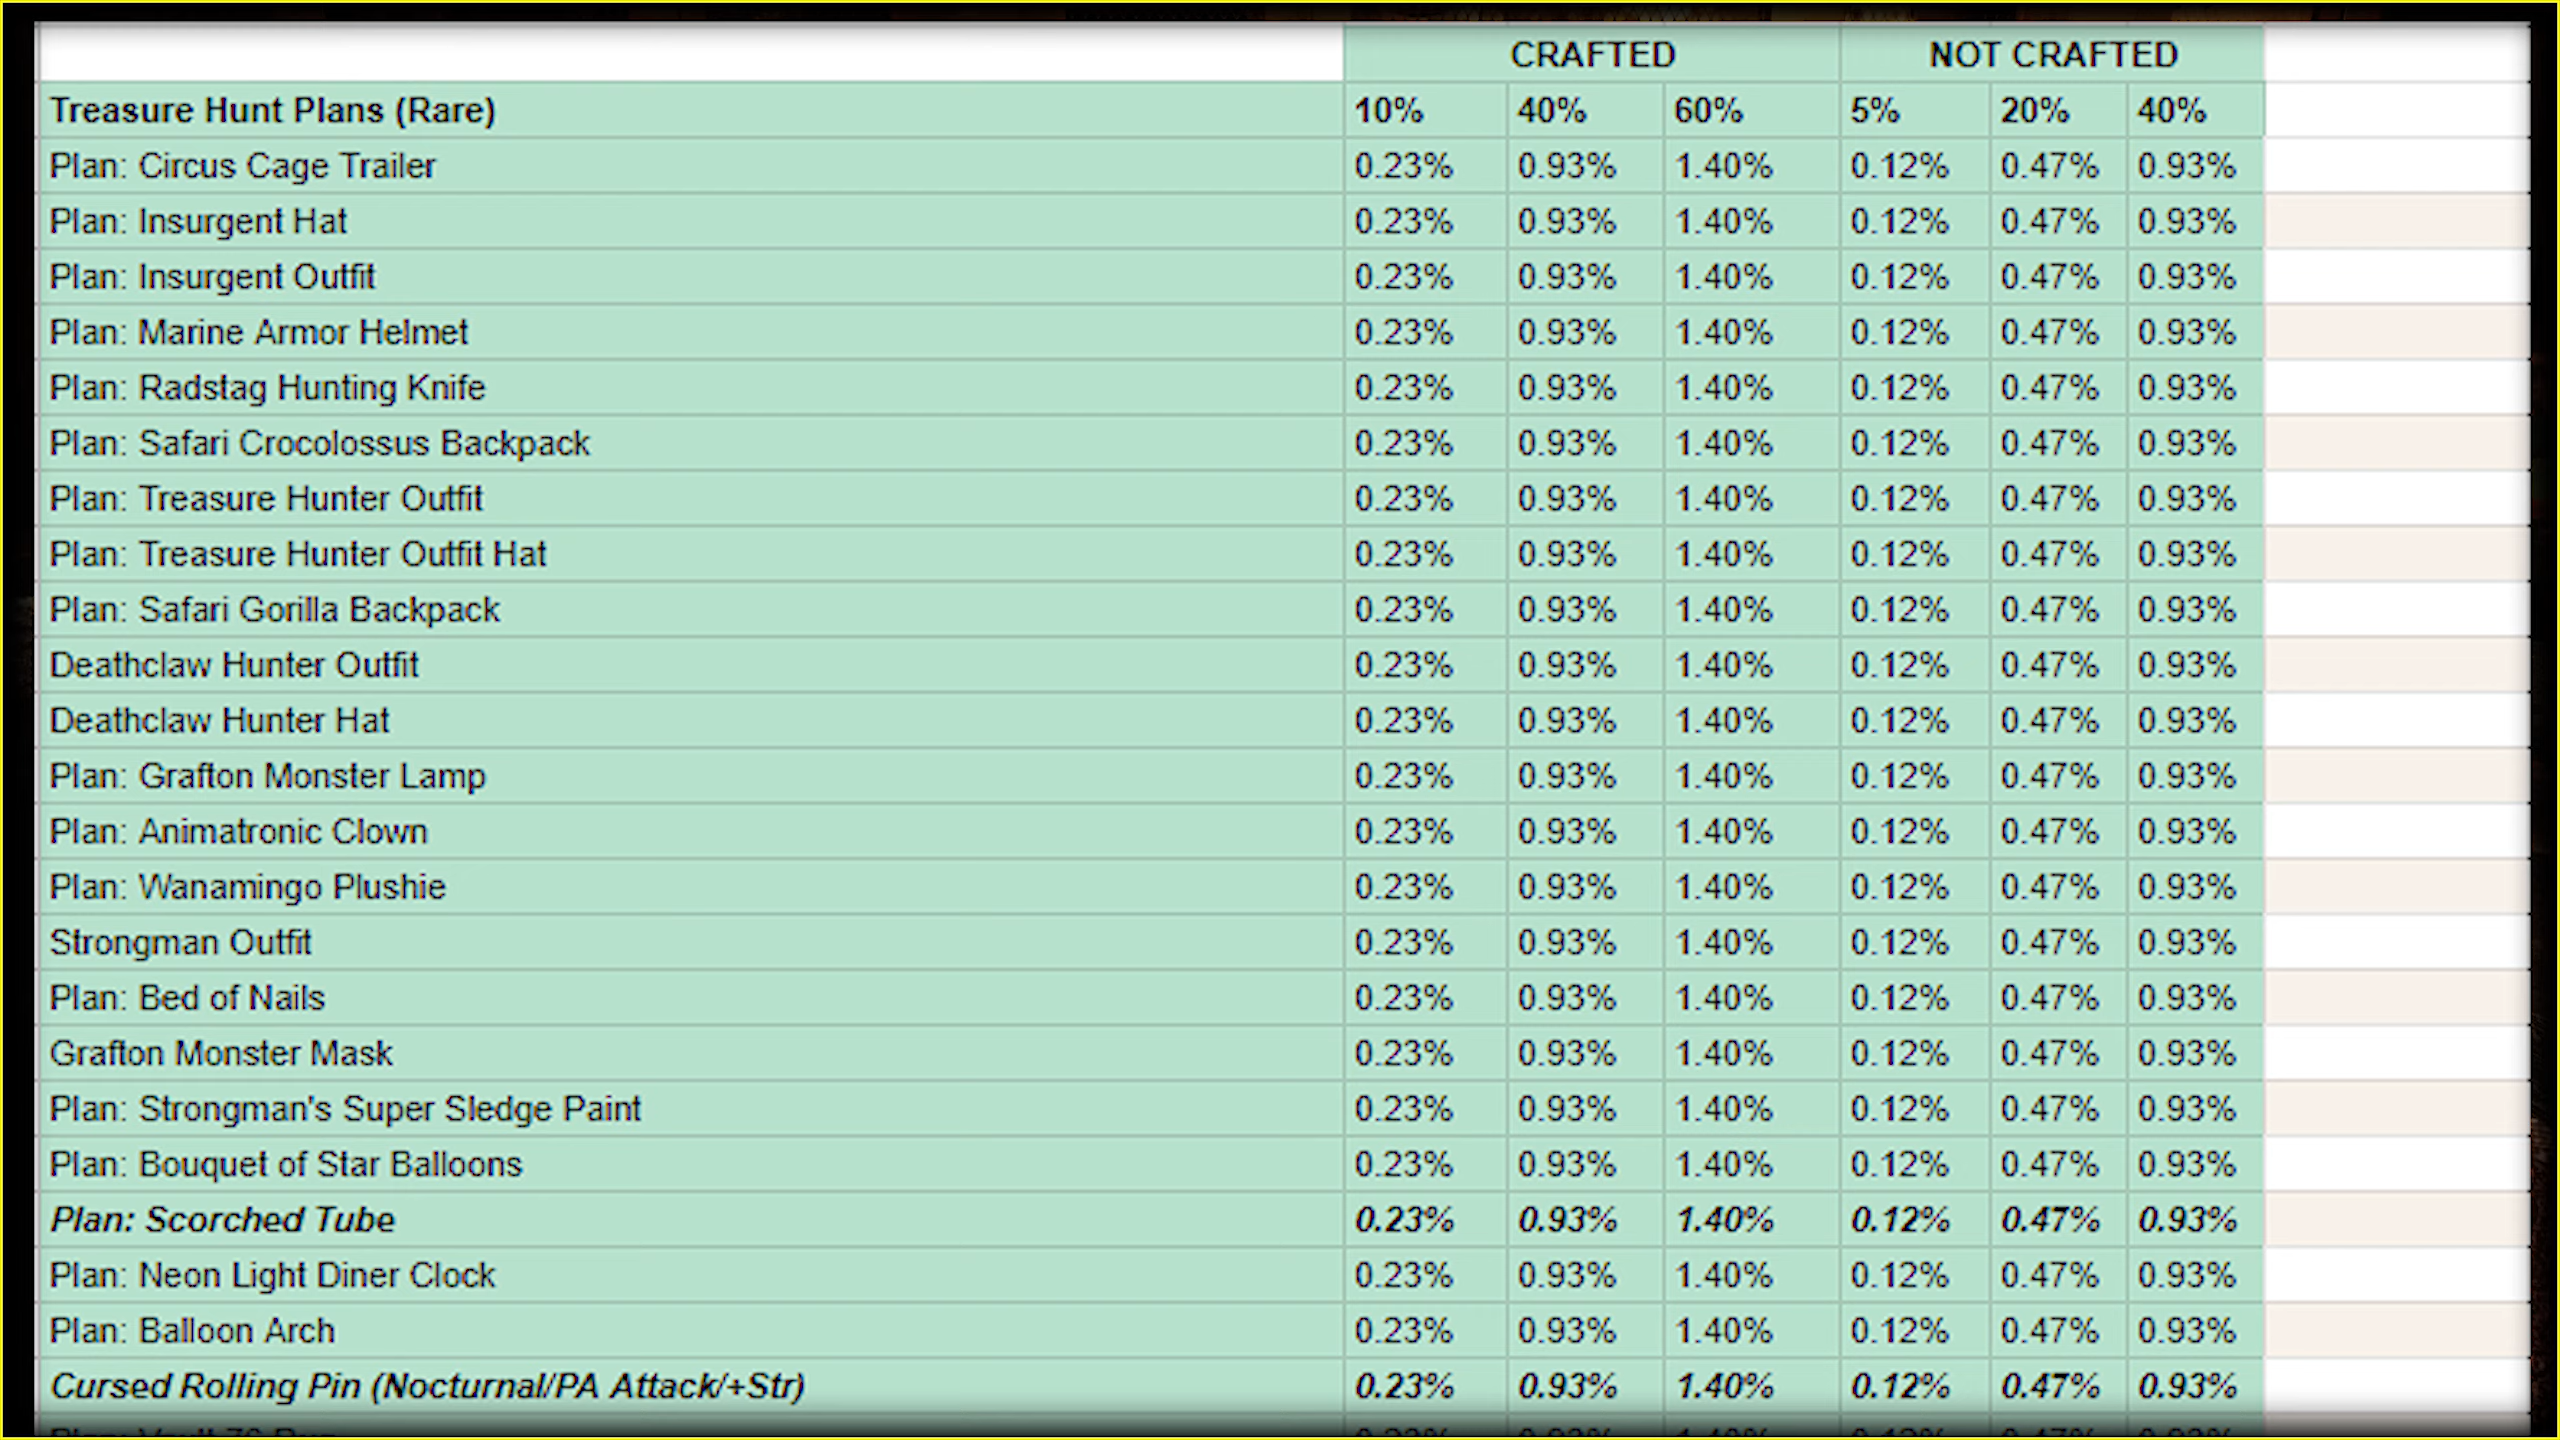 CRAFTED NOT CRAFTED
Treasure Hunt Plans (Rare) 10% 40% 60% 5% 20% 40%
Plan: Circus Cage Trailer 0.23% 0.93% 1.40% 0.12% 0.47% 0.93%
Plan: Insurgent Hat 0.23% 0.93% 1.40% 0.12% 0.47% 0.93%
Plan: Insurgent Outfit 0.23% 0.93% 1.40% 0.12% 0.47% 0.93%
Plan: Marine Armor Helmet 0.23% 0.93% 1.40% 0.12% 0.47% 0.93%
Plan: Radstag Hunting Knife 0.23% 0.93% 1.40% 0.12% 0.47% 0.93%
Plan: Safari Crocolossus Backpack 0.23% 0.93% 1.40% 0.12% 0.47% 0.93%
Plan: Treasure Hunter Outfit 0.23% 0.93% 1.40% 0.12% 0.47% 0.93%
Plan: Treasure Hunter Outfit Hat 0.23% 0.93% 1.40% 0.12% 0.47% 0.93%
Plan: Safari Gorilla Backpack 0.23% 0.93% 1.40% 0.12% 0.47% 0.93%
Deathclaw Hunter Outfit 0.23% 0.93% 1.40% 0.12% 0.47% 0.93%
Deathclaw Hunter Hat 0.23% 0.93% 1.40% 0.12% 0.47% 0.93%
Plan: Grafton Monster Lamp 0.23% 0.93% 1.40% 0.12% 0.47% 0.93%
Plan: Animatronic Clown 0.23% 0.93% 1.40% 0.12% 0.47% 0.93%
Plan: Wanamingo Plushie 0.23% 0.93% 1.40% 0.12% 0.47% 0.93%
Strongman Outfit 0.23% 0.93% 1.40% 0.12% 0.47% 0.93%
Plan: Bed of Nails 0.23% 0.93% 1.40% 0.12% 0.47% 0.93%
Grafton Monster Mask 0.23% 0.93% 1.40% 0.12% 0.47% 0.93%
Plan: Strongman's Super Sledge Paint 0.23% 0.93% 1.40% 0.12% 0.47% 0.93%
Plan: Bouquet of Star Balloons 0.23% 0.93% 1.40% 0.12% 0.47% 0.93%
Plan: Scorched Tube 0.23% 0.93% 1.40% 0.12% 0.47% 0.93%
Plan: Neon Light Diner Clock 0.23% 0.93% 1.40% 0.12% 0.47% 0.93%
Plan: Balloon Arch 0.23% 0.93% 1.40% 0.12% 0.47% 0.93%
Cursed Rolling Pin (Nocturnal/PA Attack/+Str) 0.23% 0.93% 1.40% 0.12% 0.47% 0.93%